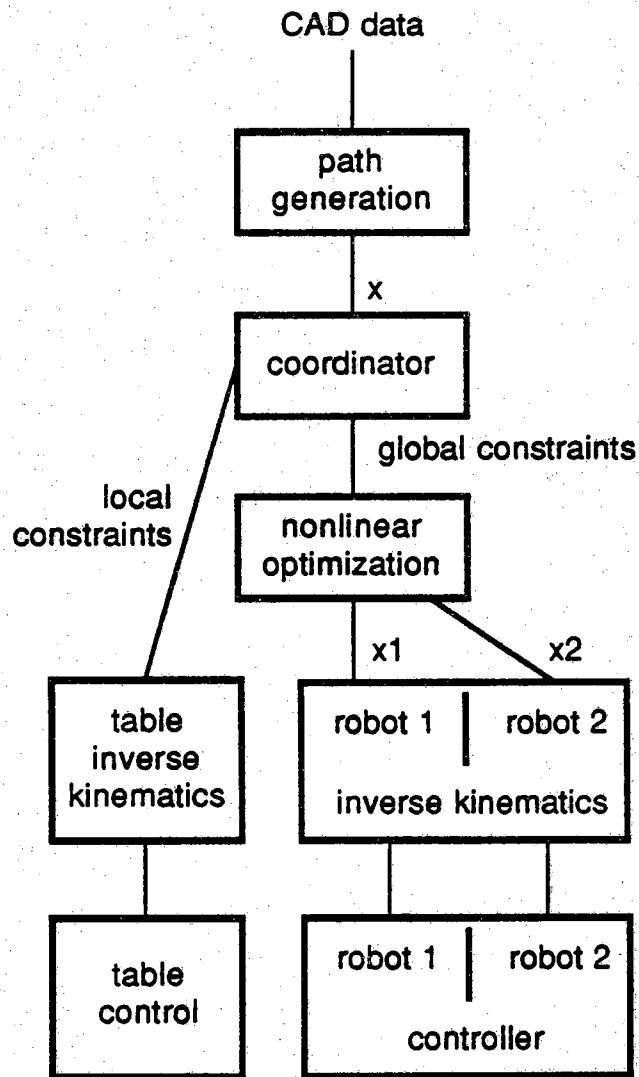 CAD data
path
generation
x
coordinator
global constraints
local
constraints
nonlinear
optimization
x1
x2
table
inverse
kinematics
robot 1
robot 2
inverse kinematics
table
control
robot 1
robot 2
controller